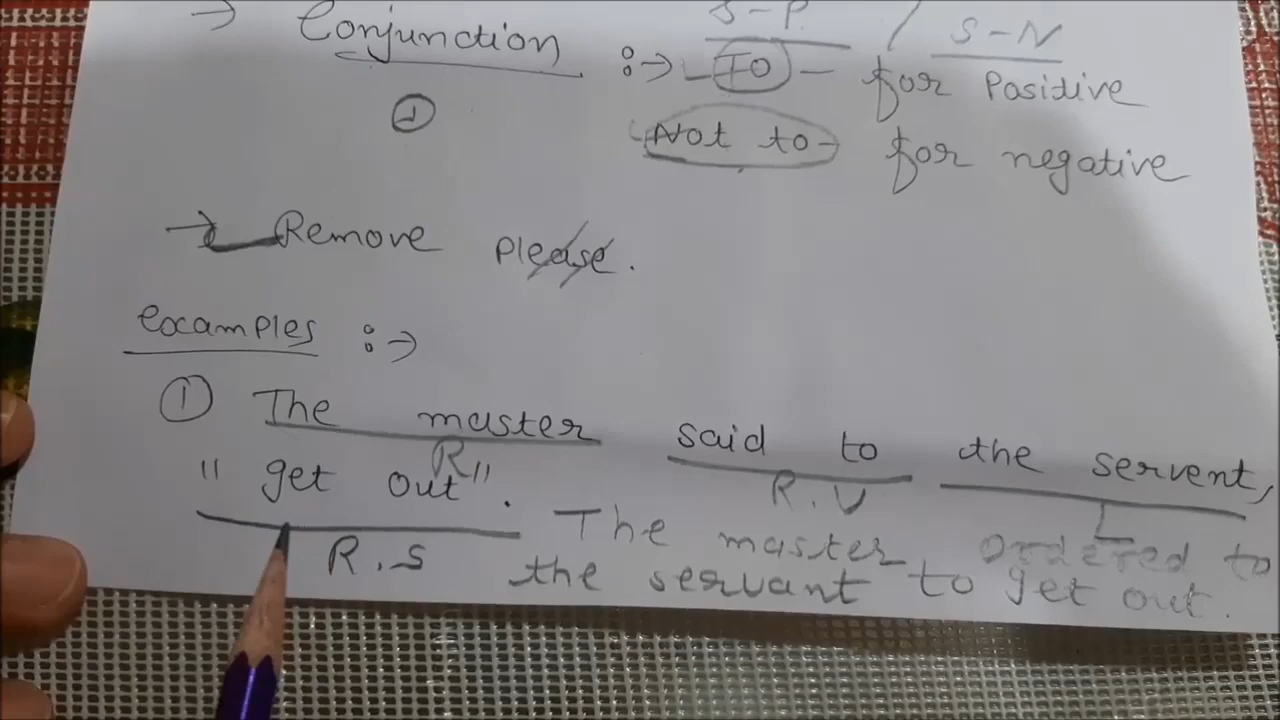 S-P. / S-N
→ Conjunction :→ - TO - for Positive
① Not to - for negative
→ Remove please.
examples :→
① The master said to the servent,
R R.V L
"get out". The master ordered to
R.S the servant to get out.